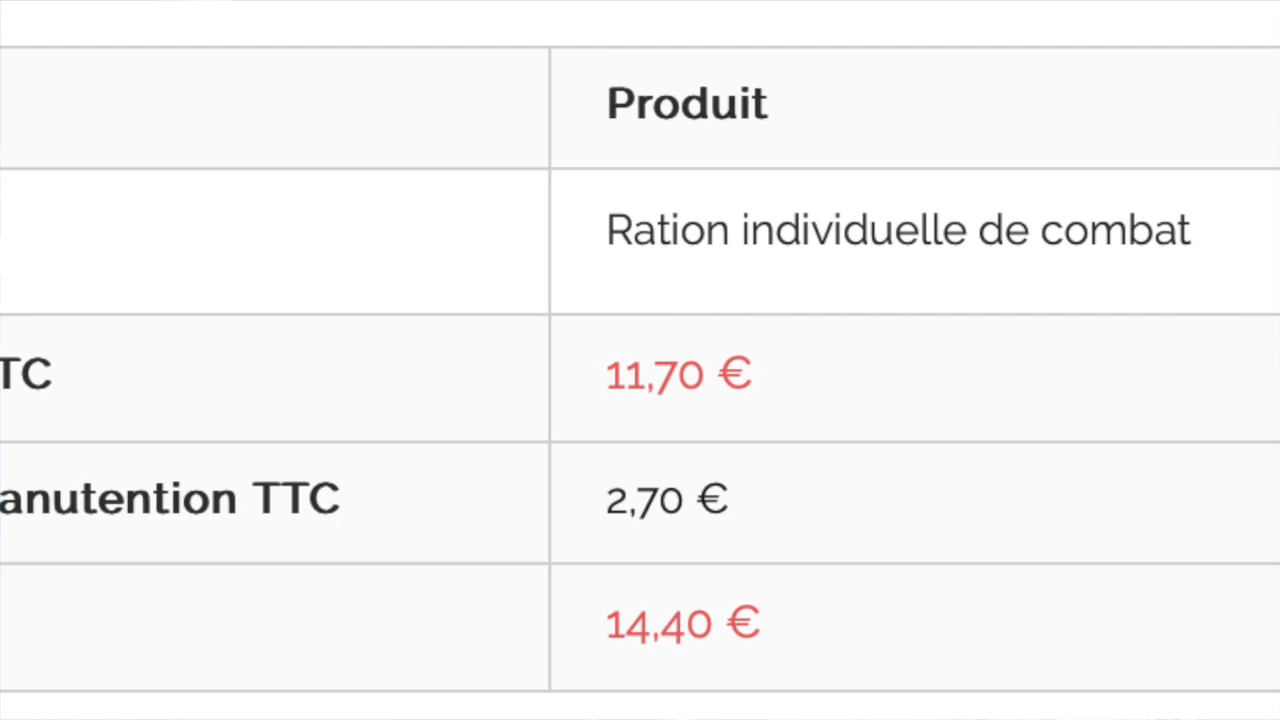 Produit
Ration individuelle de combat
TC 11,70 €
anutention TTC 2,70 €
14,40 €